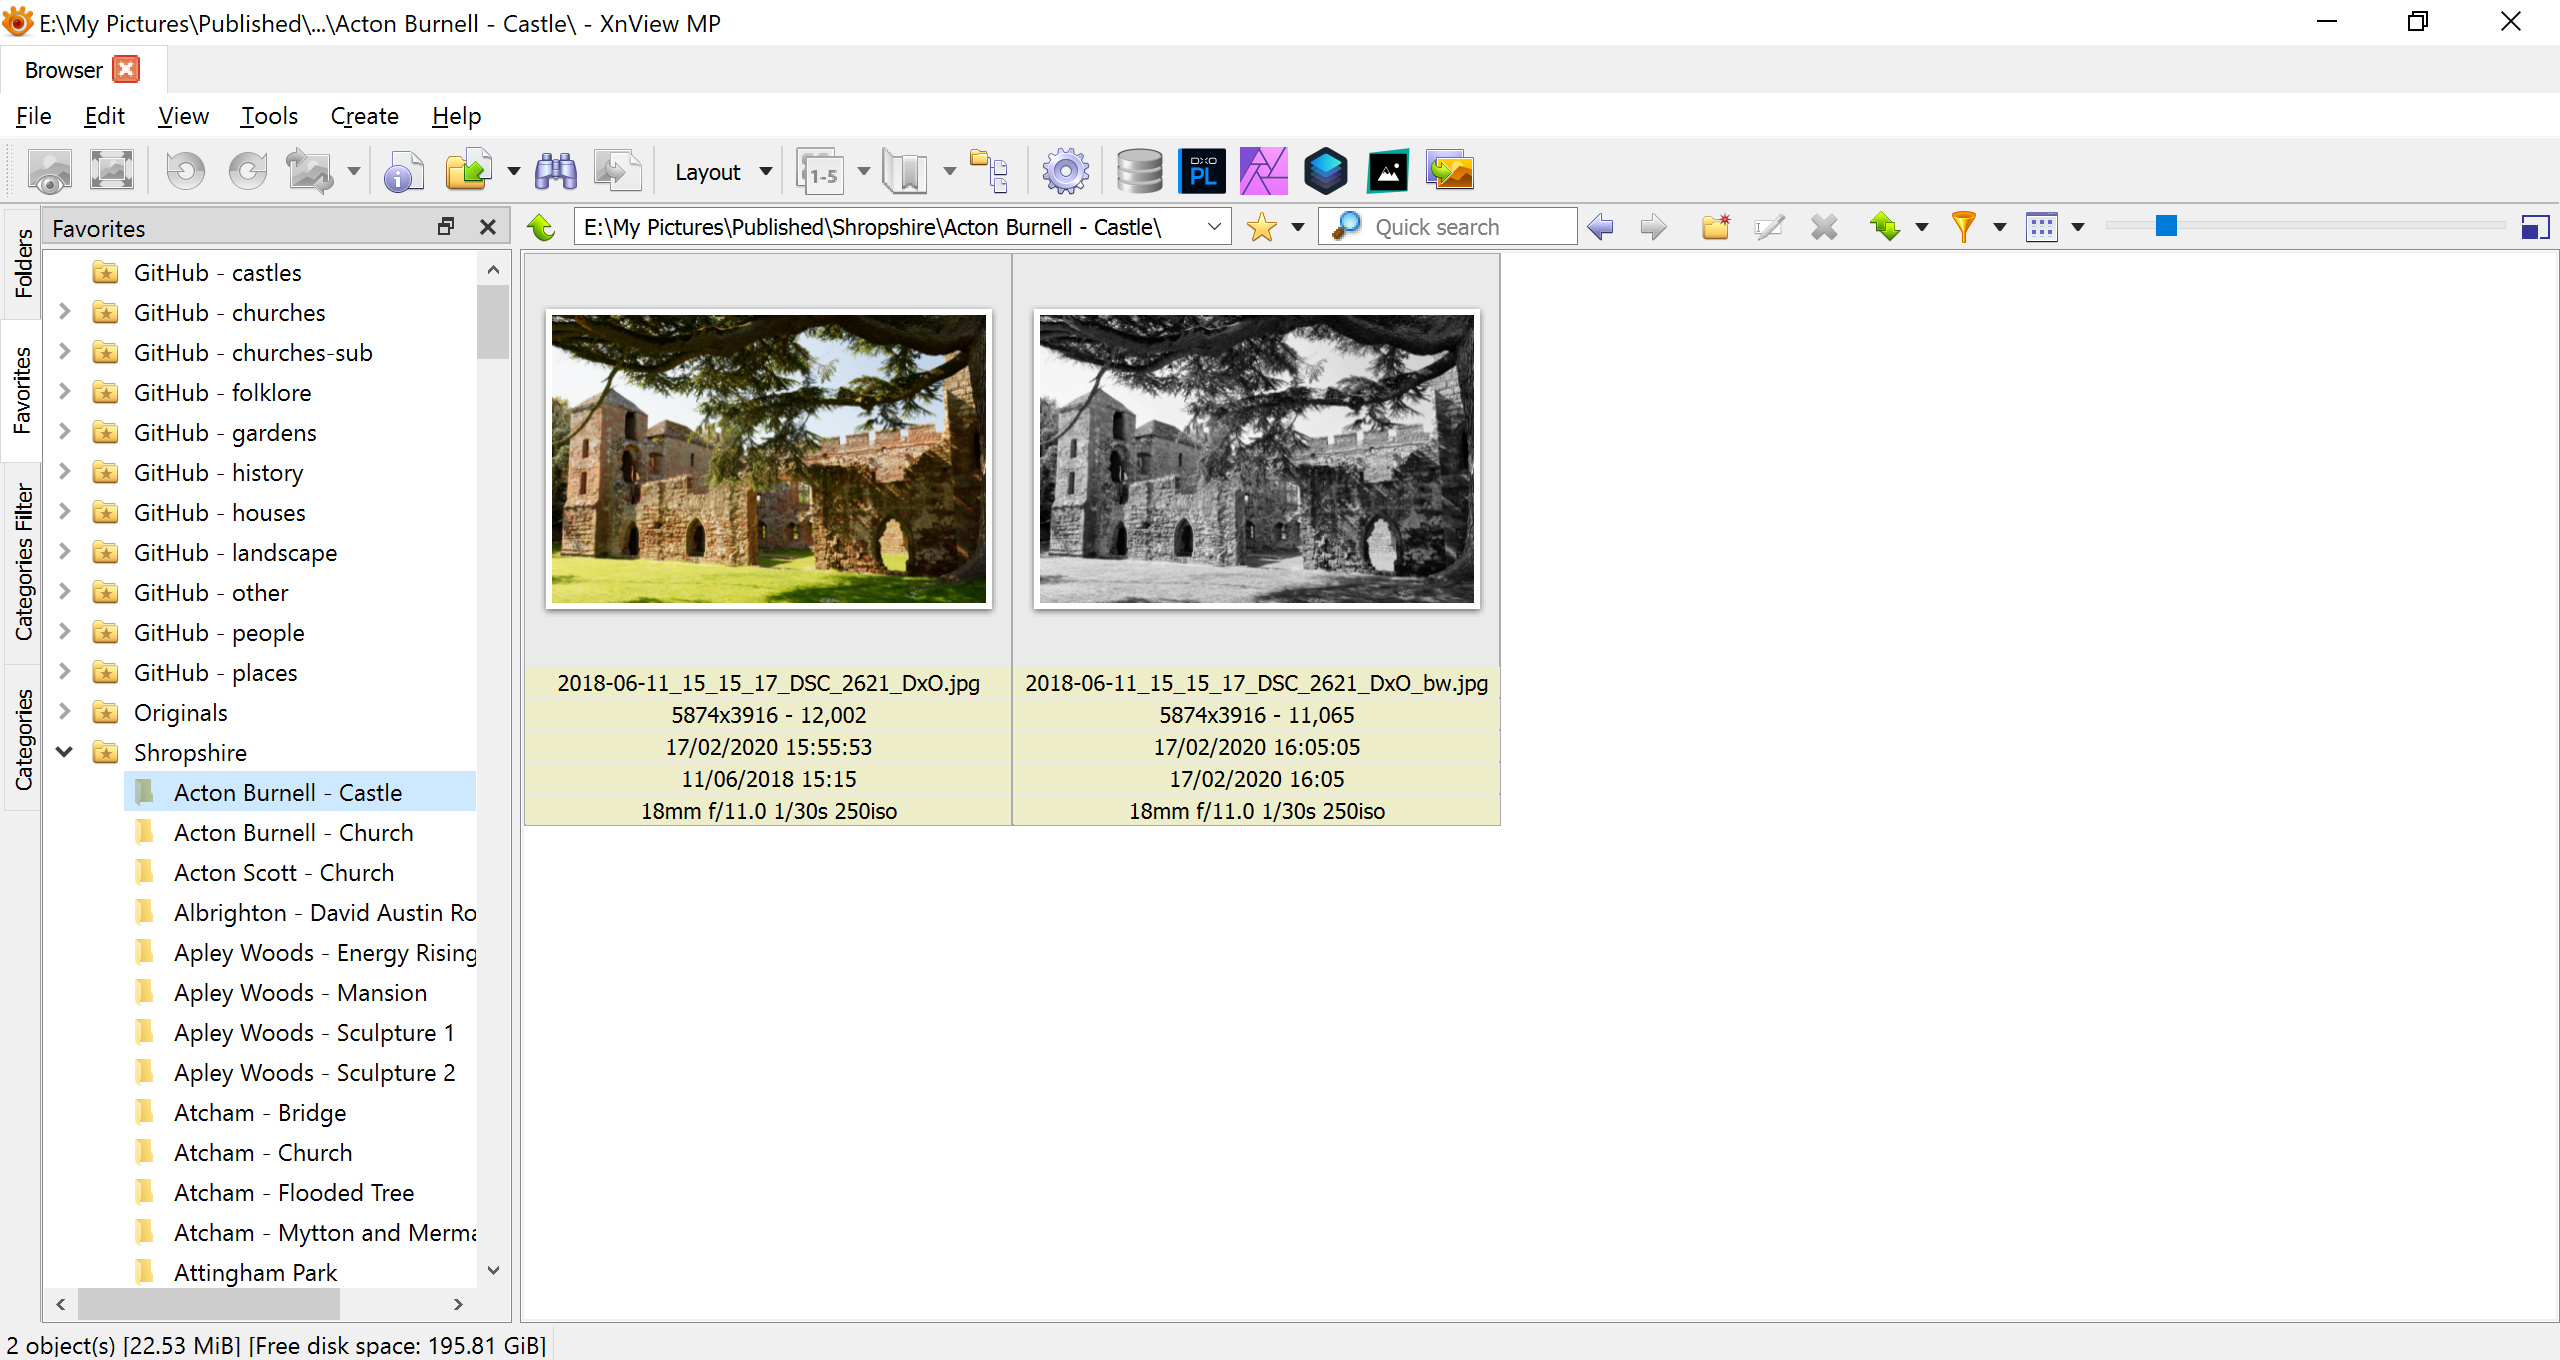 E:\My Pictures\Published\...\Acton Burnell - Castle\ - XnView MP
Browser
File Edit View Tools Create Help
1-5
Layout
DXO
PL
Folders
Favorites
Categories Filter
Categories
Favorites
E:\My Pictures\Published\Shropshire\Acton Burnell - Castle\
Quick search
GitHub - castles
GitHub - churches
GitHub - churches-sub
GitHub - folklore
GitHub - gardens
GitHub - history
GitHub - houses
GitHub - landscape
GitHub - other
GitHub - people
GitHub - places
Originals
Shropshire
Acton Burnell - Castle
Acton Burnell - Church
Acton Scott - Church
Albrighton - David Austin Ro
Apley Woods - Energy Rising
Apley Woods - Mansion
Apley Woods - Sculpture 1
Apley Woods - Sculpture 2
Atcham - Bridge
Atcham - Church
Atcham - Flooded Tree
Atcham - Mytton and Merma
Attingham Park
2018-06-11_15_15_17_DSC_2621_DxO.jpg
5874x3916 - 12,002
17/02/2020 15:55:53
11/06/2018 15:15
18mm f/11.0 1/30s 250iso
2018-06-11_15_15_17_DSC_2621_DxO_bw.jpg
5874x3916 - 11,065
17/02/2020 16:05:05
17/02/2020 16:05
18mm f/11.0 1/30s 250iso
2 object(s) [22.53 MiB] [Free disk space: 195.81 GiB]